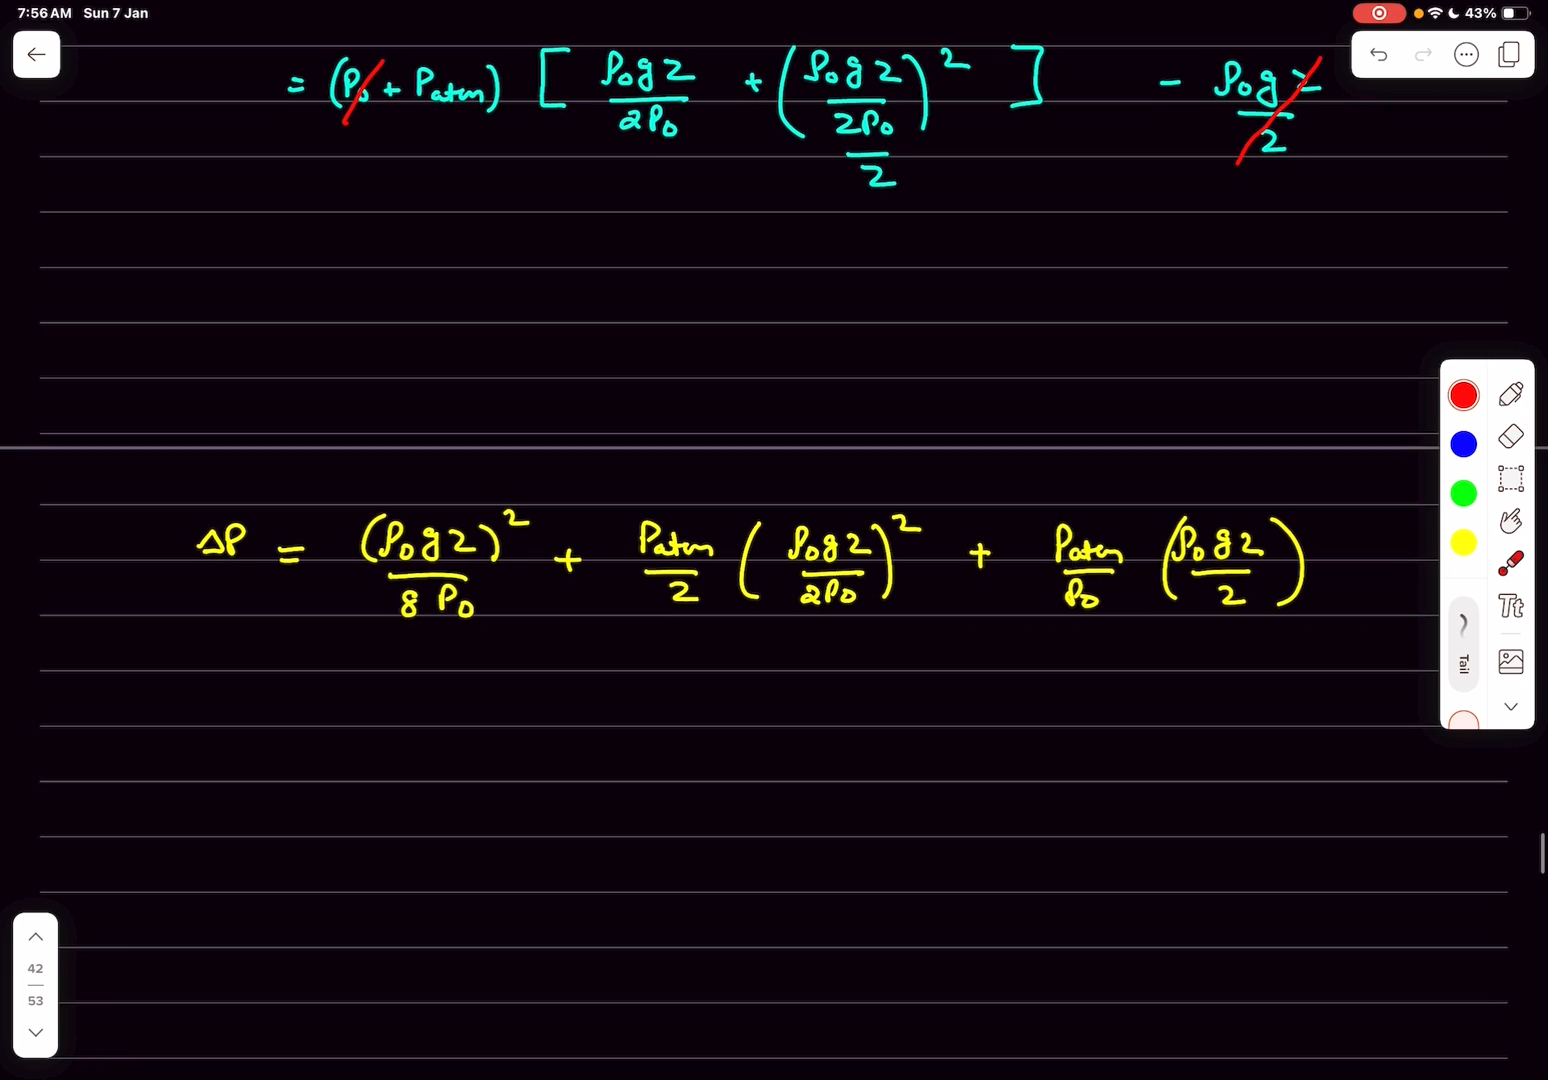 7:56 AM Sun 7 Jan
43%
= (P₀ + Patm) [ ρ₀gz/2P₀ + (ρ₀gz/2P₀)²/2 ] - ρ₀gz/2
ΔP = (ρ₀gz)²/8P₀ + Patm/2 (ρ₀gz/2P₀)² + Patm/P₀ (ρ₀gz/2)
Tt
Tail
42
53